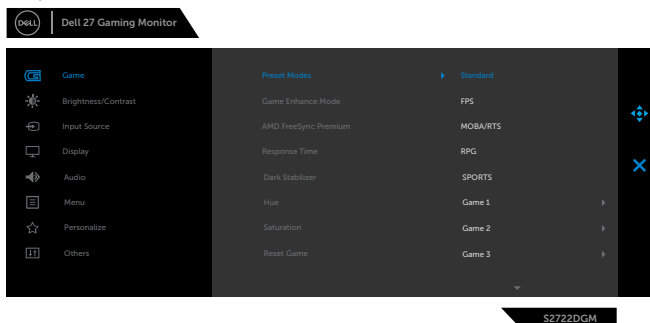 DELL
Dell 27 Gaming Monitor
Game
Preset Modes
Standard
Brightness/Contrast
Game Enhance Mode
FPS
Input Source
AMD FreeSync Premium
MOBA/RTS
Display
Response Time
RPG
Audio
Dark Stabilizer
SPORTS
Menu
Hue
Game 1
Personalize
Saturation
Game 2
Others
Reset Game
Game 3
S2722DGM